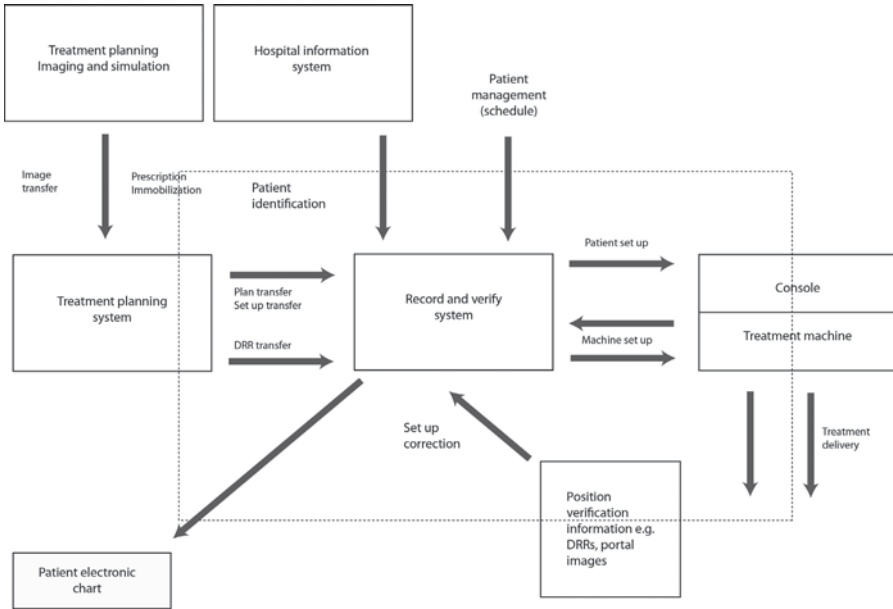 Treatment planning
Imaging and simulation
Hospital information
system
Patient
management
(schedule)
Image
transfer
Prescription
Immobilization
Patient
identification
Patient set up
Treatment planning
system
Plan transfer
Set up transfer
DRR transfer
Record and verify
system
Console
Treatment machine
Machine set up
Set up
correction
Treatment
delivery
Position
verification
information e.g.
DRRs, portal
images
Patient electronic
chart